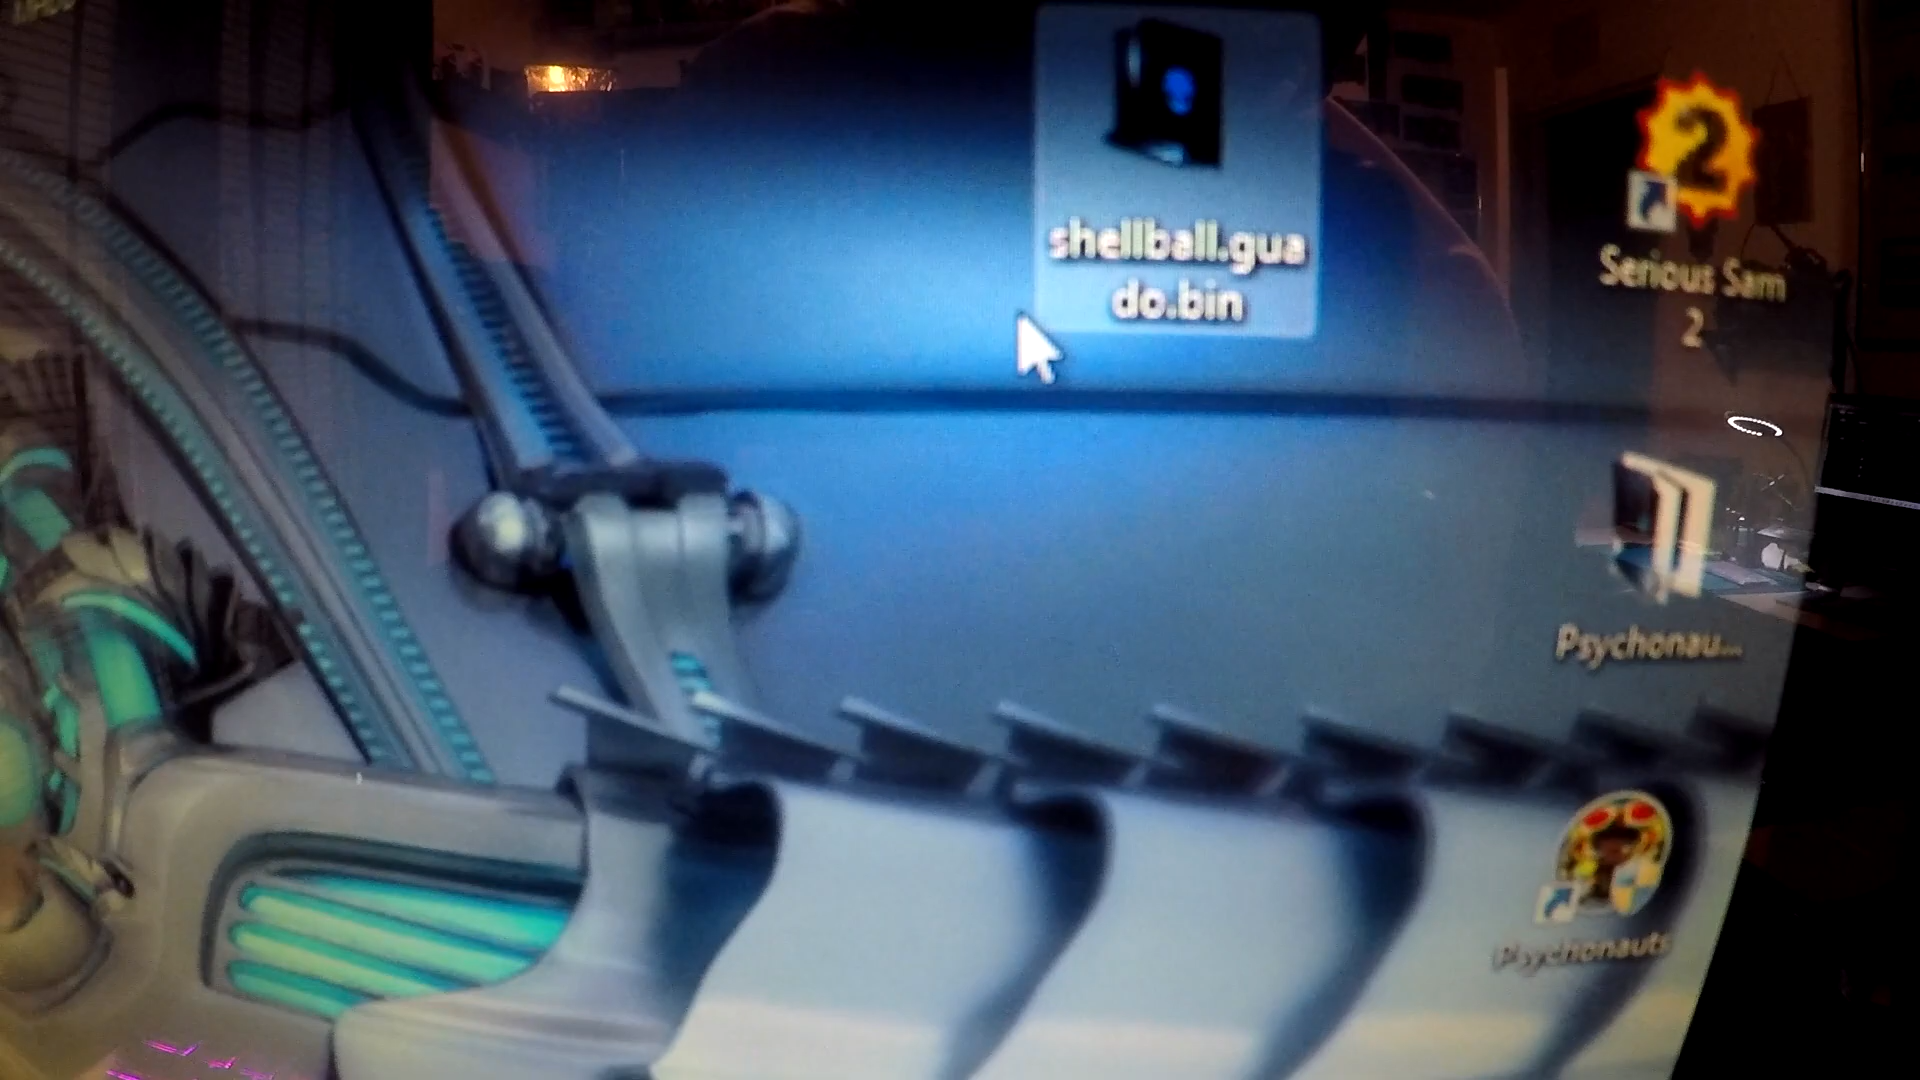 shellball.gua
do.bin
2
Serious Sam
2
Psychonau...
Psychonauts